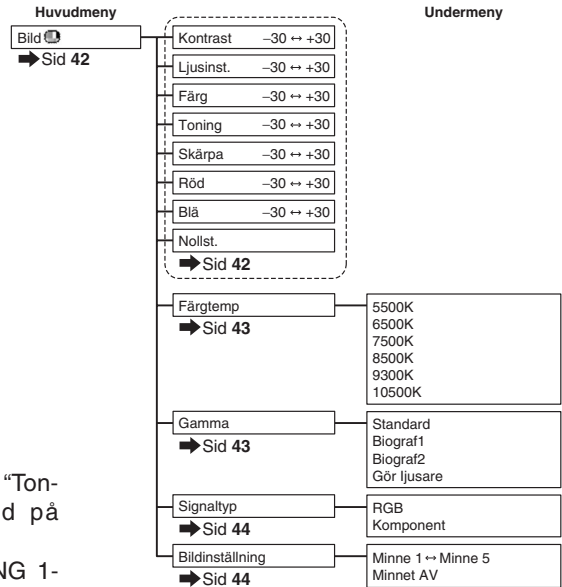 Huvudmeny
Undermeny
Bild
➡Sid 42
Kontrast −30 ↔ +30
Ljusinst. −30 ↔ +30
Färg −30 ↔ +30
Toning −30 ↔ +30
Skärpa −30 ↔ +30
Röd −30 ↔ +30
Blä −30 ↔ +30
Nollst.
➡Sid 42
Färgtemp
➡Sid 43
5500K
6500K
7500K
8500K
9300K
10500K
Gamma
➡Sid 43
Standard
Biograf1
Biograf2
Gör ljusare
Signaltyp
➡Sid 44
RGB
Komponent
Bildinställning
➡Sid 44
Minne 1 ↔ Minne 5
Minnet AV
“Ton-
d på
NG 1-